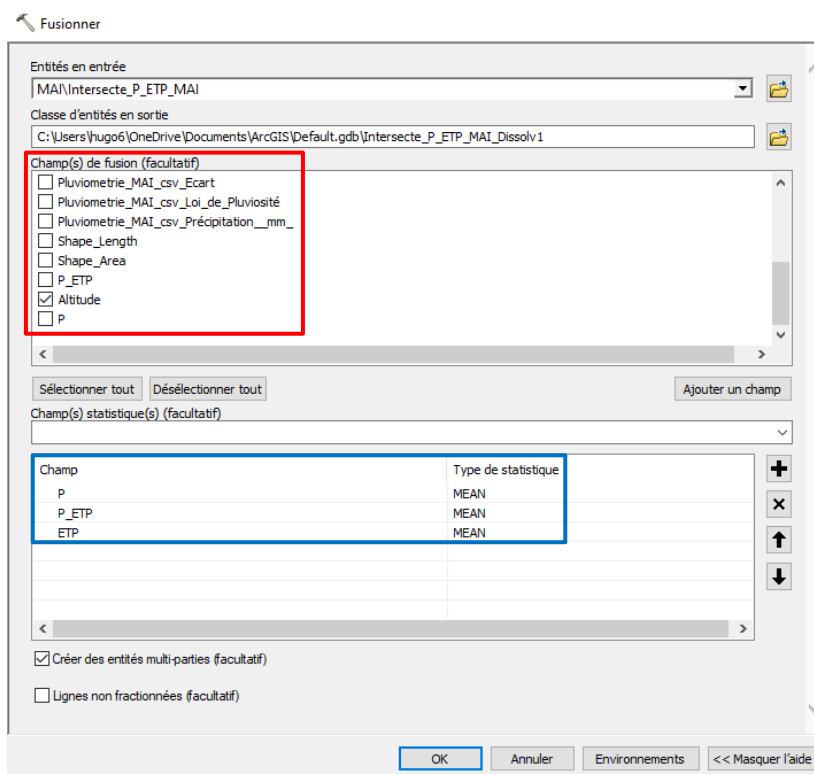 Fusionner
Entités en entrée
MAI\Intersecte_P_ETP_MAI
Classe d'entités en sortie
C:\Users\hugo6\OneDrive\Documents\ArcGIS\Default.gdb\Intersecte_P_ETP_MAI_Dissolv1
Champ(s) de fusion (facultatif)
Pluviometrie_MAI_csv_Ecart
Pluviometrie_MAI_csv_Loi_de_Pluviosité
Pluviometrie_MAI_csv_Précipitation__mm_
Shape_Length
Shape_Area
P_ETP
Altitude
P
Sélectionner tout Désélectionner tout Ajouter un champ
Champ(s) statistique(s) (facultatif)
Champ Type de statistique
P MEAN
P_ETP MEAN
ETP MEAN
Créer des entités multi-parties (facultatif)
Lignes non fractionnées (facultatif)
OK Annuler Environnements << Masquer l'aide